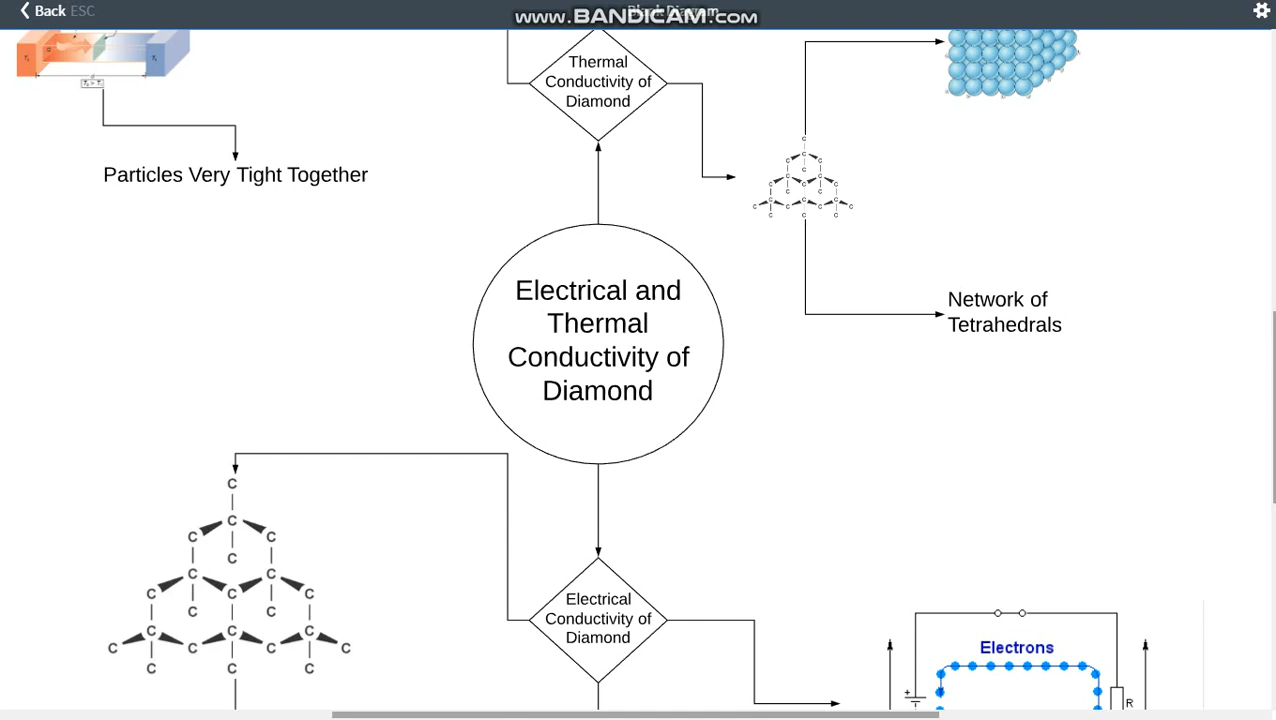 Back ESC
www.BANDICAM.com
Thermal
Conductivity of
Diamond
Particles Very Tight Together
C
C
C C
C
C C C
C C
C C C
C C C C C
C C C
Electrical and
Thermal
Conductivity of
Diamond
Network of
Tetrahedrals
C
C
C C
C
C C
C C C
C C
C C C
C C C C
C C C
Electrical
Conductivity of
Diamond
Electrons
+
R